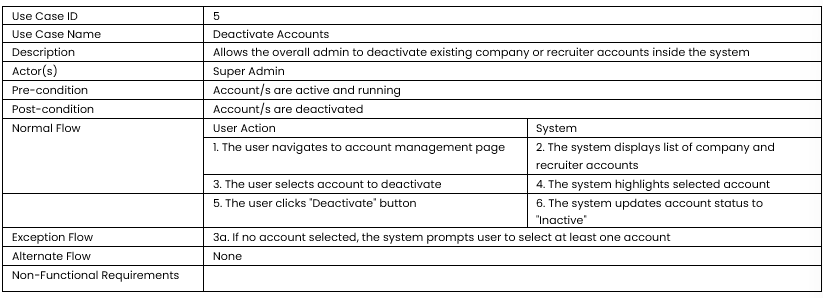 Use Case ID 5
Use Case Name Deactivate Accounts
Description Allows the overall admin to deactivate existing company or recruiter accounts inside the system
Actor(s) Super Admin
Pre-condition Account/s are active and running
Post-condition Account/s are deactivated
Normal Flow User Action System
1. The user navigates to account management page 2. The system displays list of company and
recruiter accounts
3. The user selects account to deactivate 4. The system highlights selected account
5. The user clicks "Deactivate" button 6. The system updates account status to
"Inactive"
Exception Flow 3a. If no account selected, the system prompts user to select at least one account
Alternate Flow None
Non-Functional Requirements